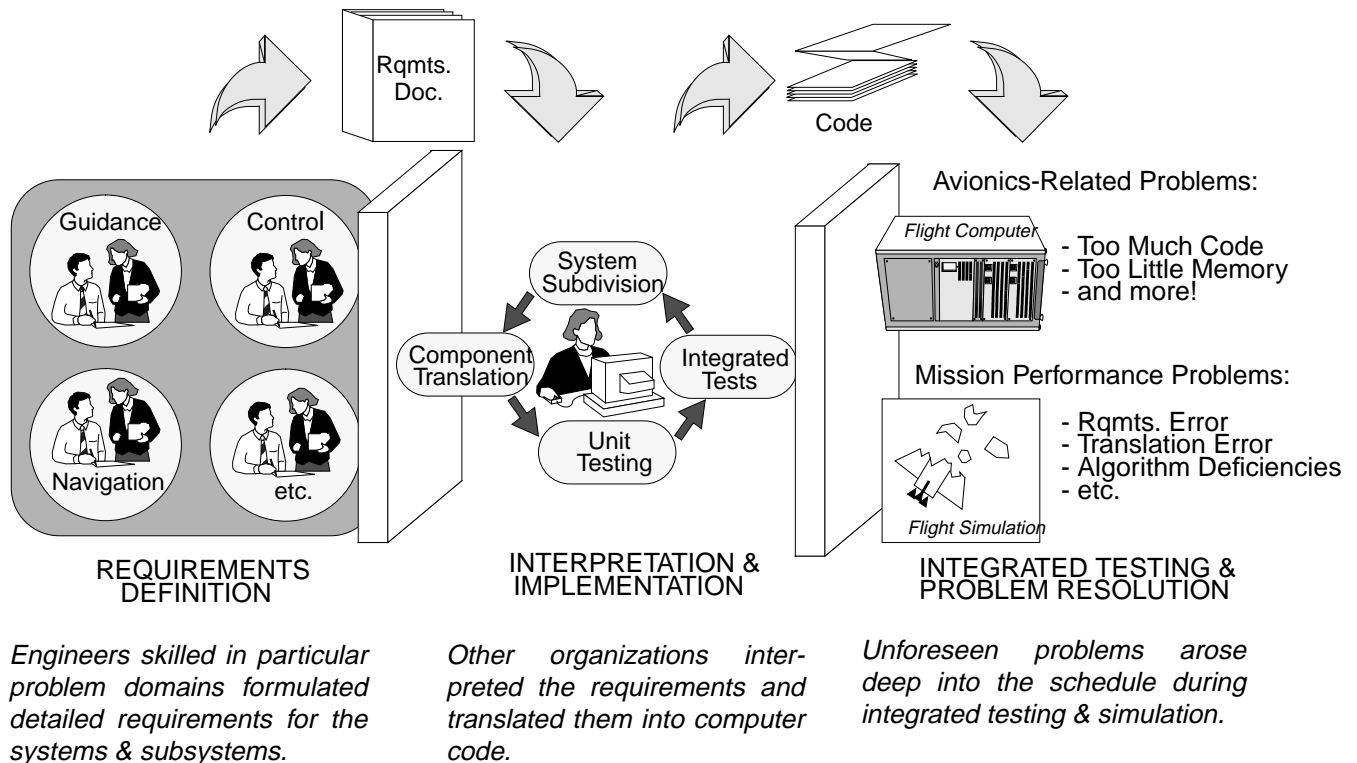 Rqmts.
Doc.
Code
Guidance
Control
Navigation
etc.
System
Subdivision
Component
Translation
Integrated
Tests
Unit
Testing
Avionics-Related Problems:
Flight Computer
- Too Much Code
- Too Little Memory
- and more!
Mission Performance Problems:
- Rqmts. Error
- Translation Error
- Algorithm Deficiencies
- etc.
Flight Simulation
REQUIREMENTS
DEFINITION
INTERPRETATION &
IMPLEMENTATION
INTEGRATED TESTING &
PROBLEM RESOLUTION
Engineers skilled in particular
problem domains formulated
detailed requirements for the
systems & subsystems.
Other organizations inter-
preted the requirements and
translated them into computer
code.
Unforeseen problems arose
deep into the schedule during
integrated testing & simulation.